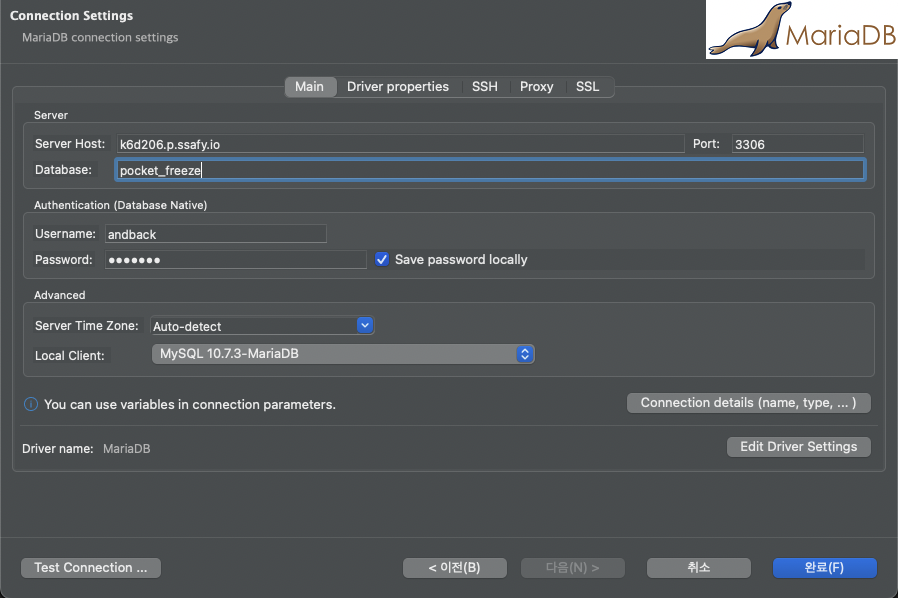 Connection Settings
MariaDB connection settings
MariaDB
Main Driver properties SSH Proxy SSL
Server
Server Host: k6d206.p.ssafy.io Port: 3306
Database: pocket_freeze
Authentication (Database Native)
Username: andback
Password: •••••••
Save password locally
Advanced
Server Time Zone: Auto-detect
Local Client: MySQL 10.7.3-MariaDB
You can use variables in connection parameters. Connection details (name, type, ... )
Driver name: MariaDB Edit Driver Settings
Test Connection ... < 이전(B) 다음(N) > 취소 완료(F)